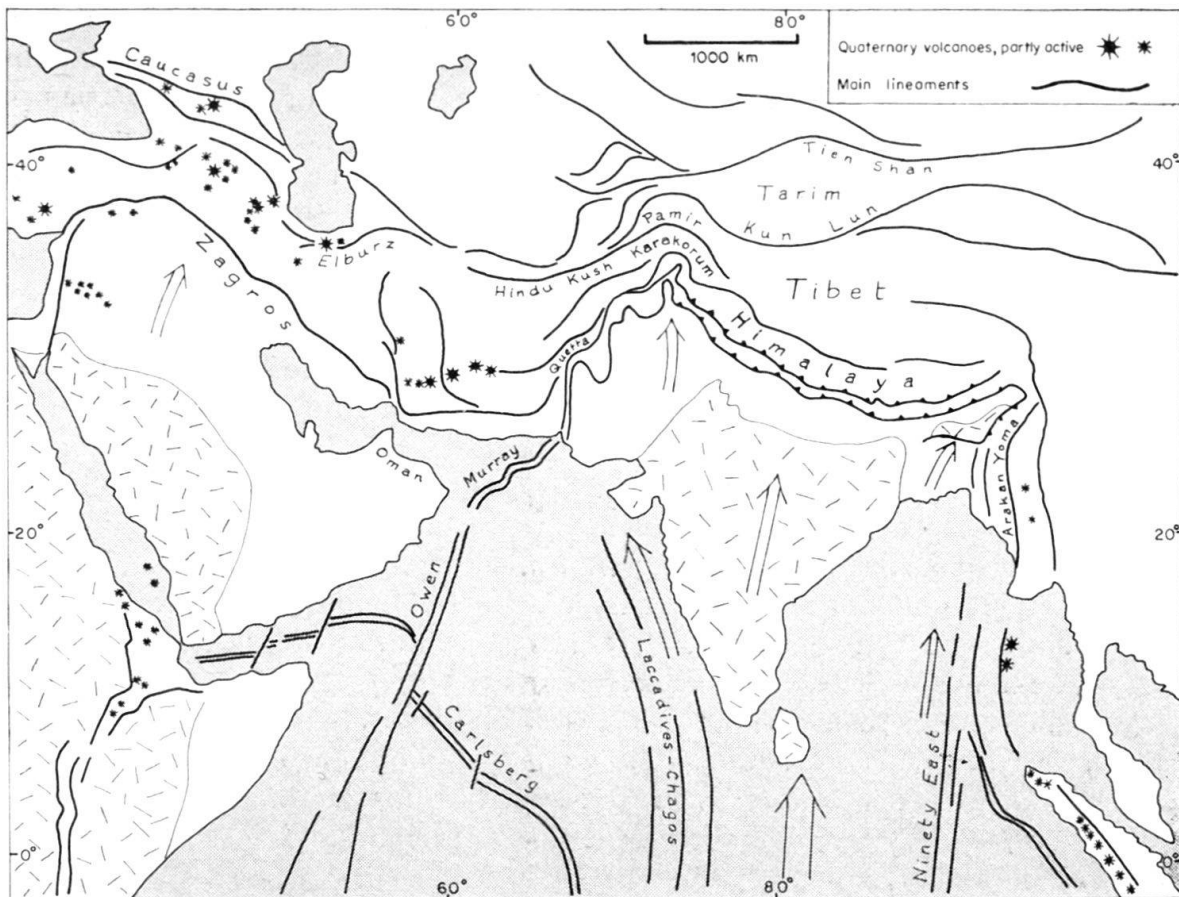 60°
80°
1000 km
Quaternary volcanoes, partly active
Main lineaments
Caucasus
40°
40°
Tien Shan
Tarim
Pamir
Kun Lun
Elburz
Hindu Kush
Karakorum
Zagros
Tibet
Himalaya
Quetta
Oman
Murray
Arakan Yoma
20°
20°
Owen
Carlsberg
Laccadives-Chagos
Ninety East
0°
0°
60°
80°